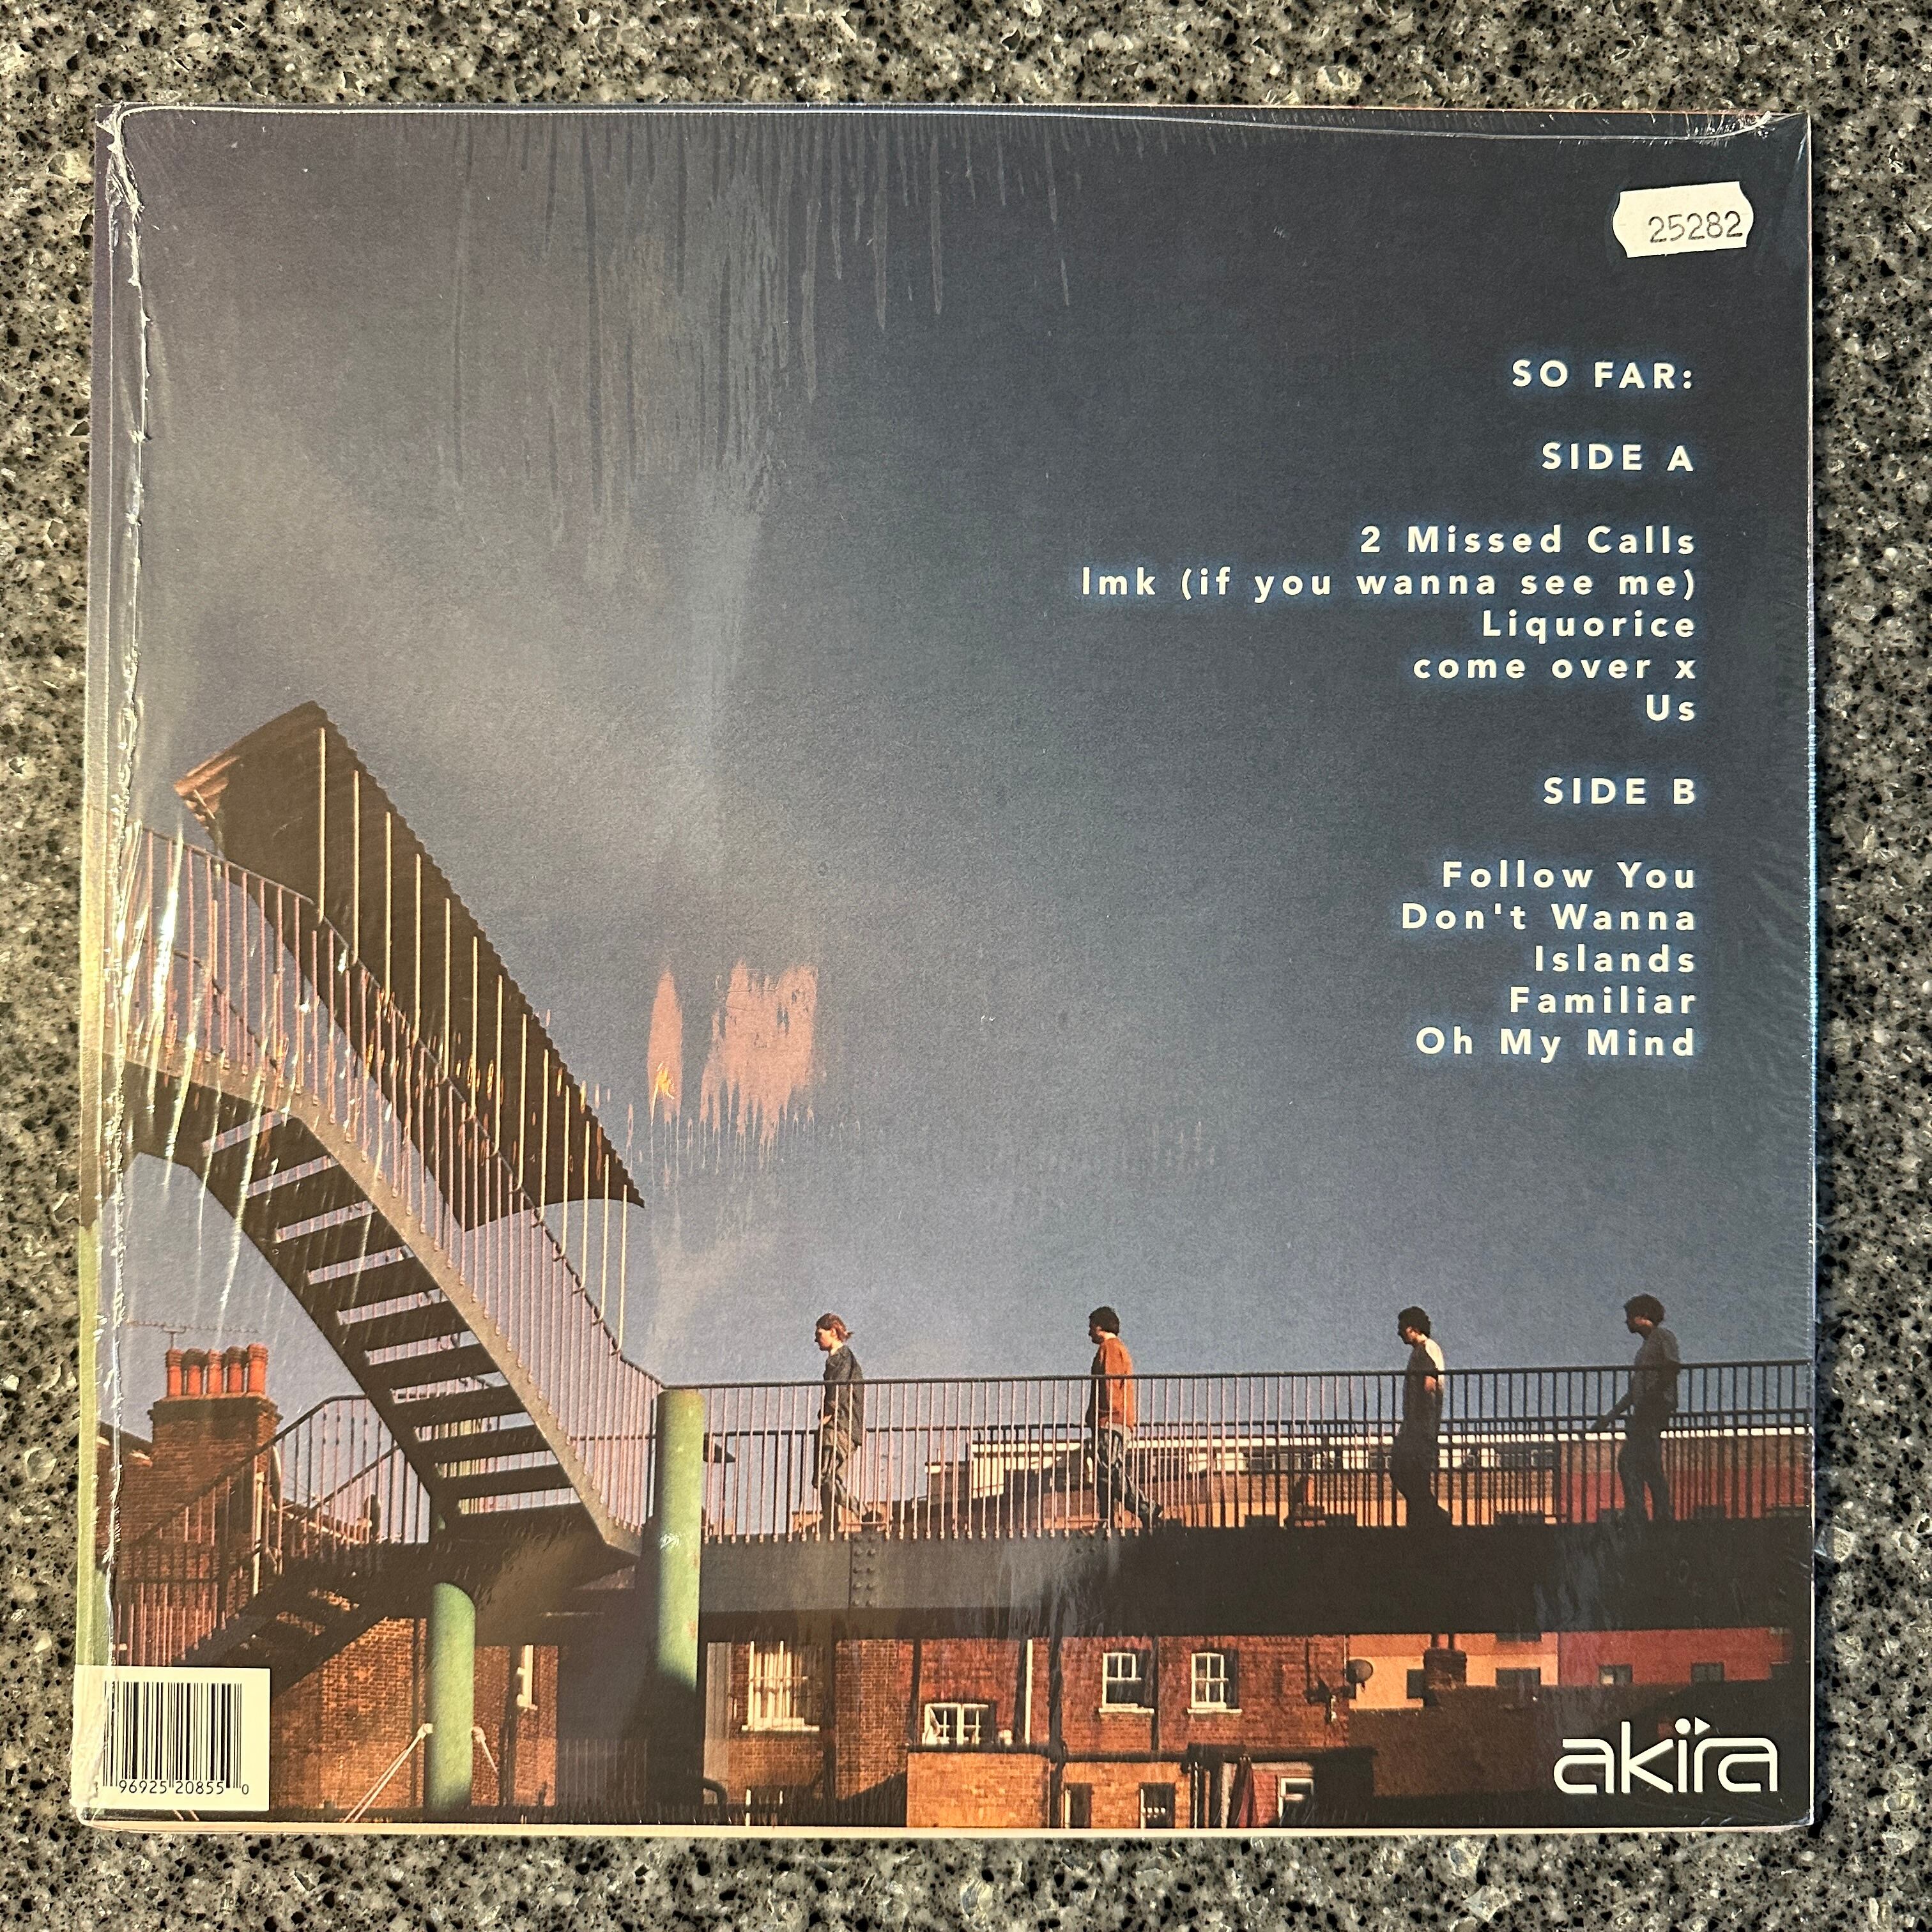 25282
SO FAR:
SIDE A
2 Missed Calls
lmk (if you wanna see me)
Liquorice
come over x
Us
SIDE B
Follow You
Don't Wanna
Islands
Familiar
Oh My Mind
96925 20855 0
akira